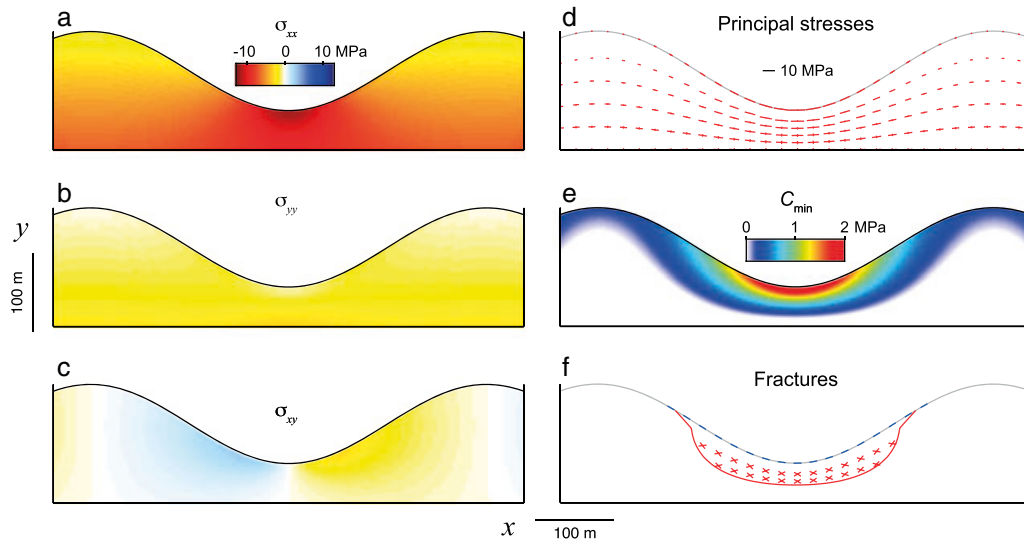 a
σxx
-10 0 10 MPa
b
σyy
y
100 m
c
σxy
d
Principal stresses
10 MPa
e
Cmin
0 1 2 MPa
f
Fractures
x
100 m